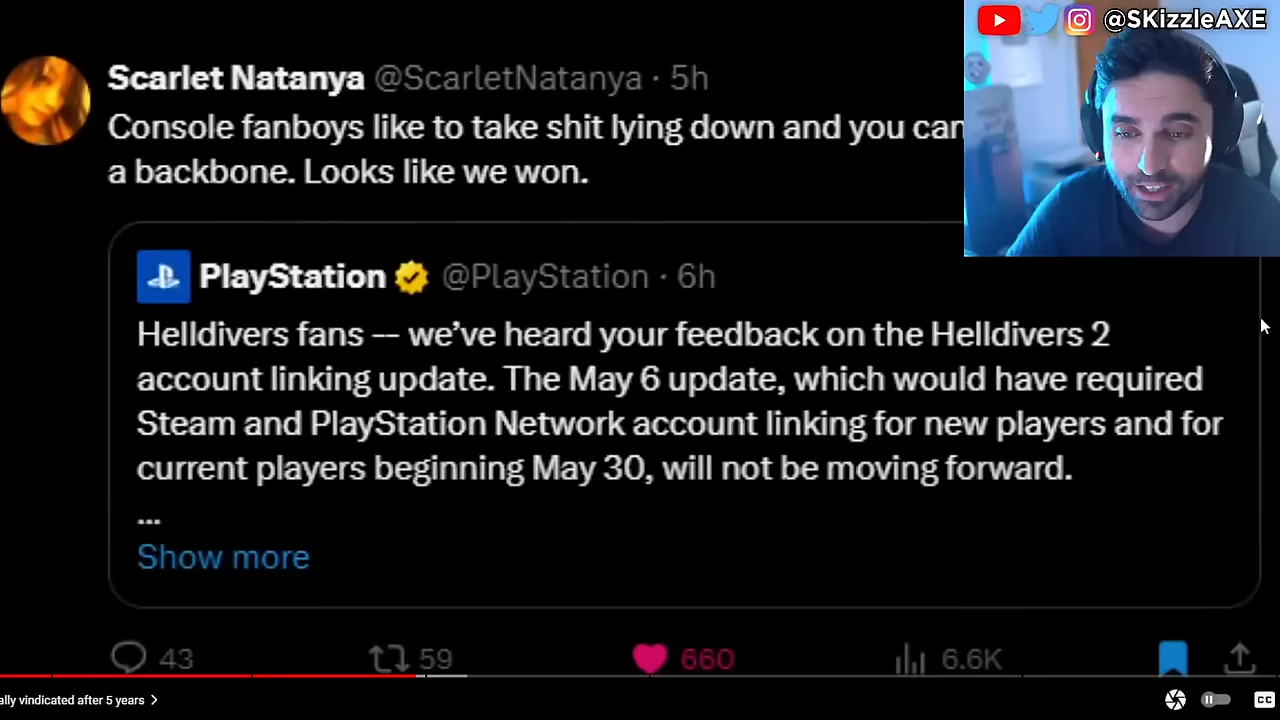 @SKizzleAXE
Scarlet Natanya @ScarletNatanya · 5h
Console fanboys like to take shit lying down and you can
a backbone. Looks like we won.
PlayStation @PlayStation · 6h
Helldivers fans -- we’ve heard your feedback on the Helldivers 2
account linking update. The May 6 update, which would have required
Steam and PlayStation Network account linking for new players and for
current players beginning May 30, will not be moving forward.
...
Show more
43 59 660 6.6K
ally vindicated after 5 years >
CC